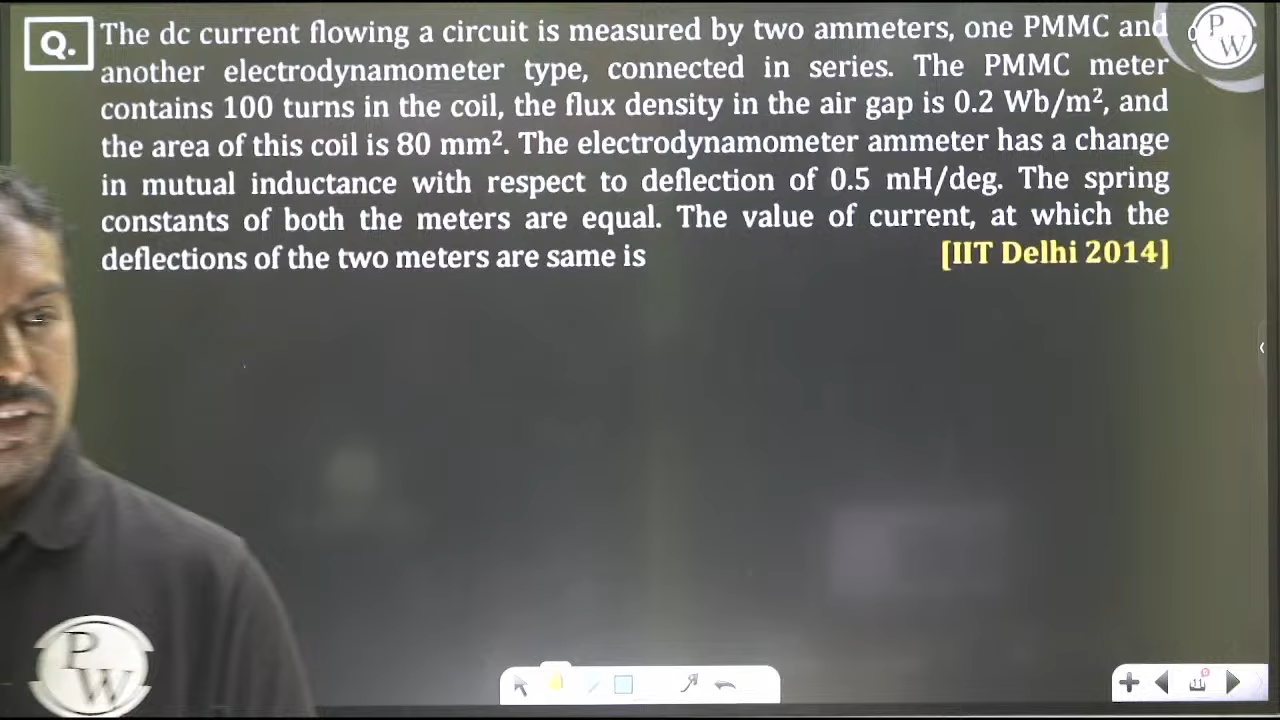 Q.
The dc current flowing a circuit is measured by two ammeters, one PMMC and
another electrodynamometer type, connected in series. The PMMC meter
contains 100 turns in the coil, the flux density in the air gap is 0.2 Wb/m², and
the area of this coil is 80 mm². The electrodynamometer ammeter has a change
in mutual inductance with respect to deflection of 0.5 mH/deg. The spring
constants of both the meters are equal. The value of current, at which the
deflections of the two meters are same is
[IIT Delhi 2014]
P
W
P
W